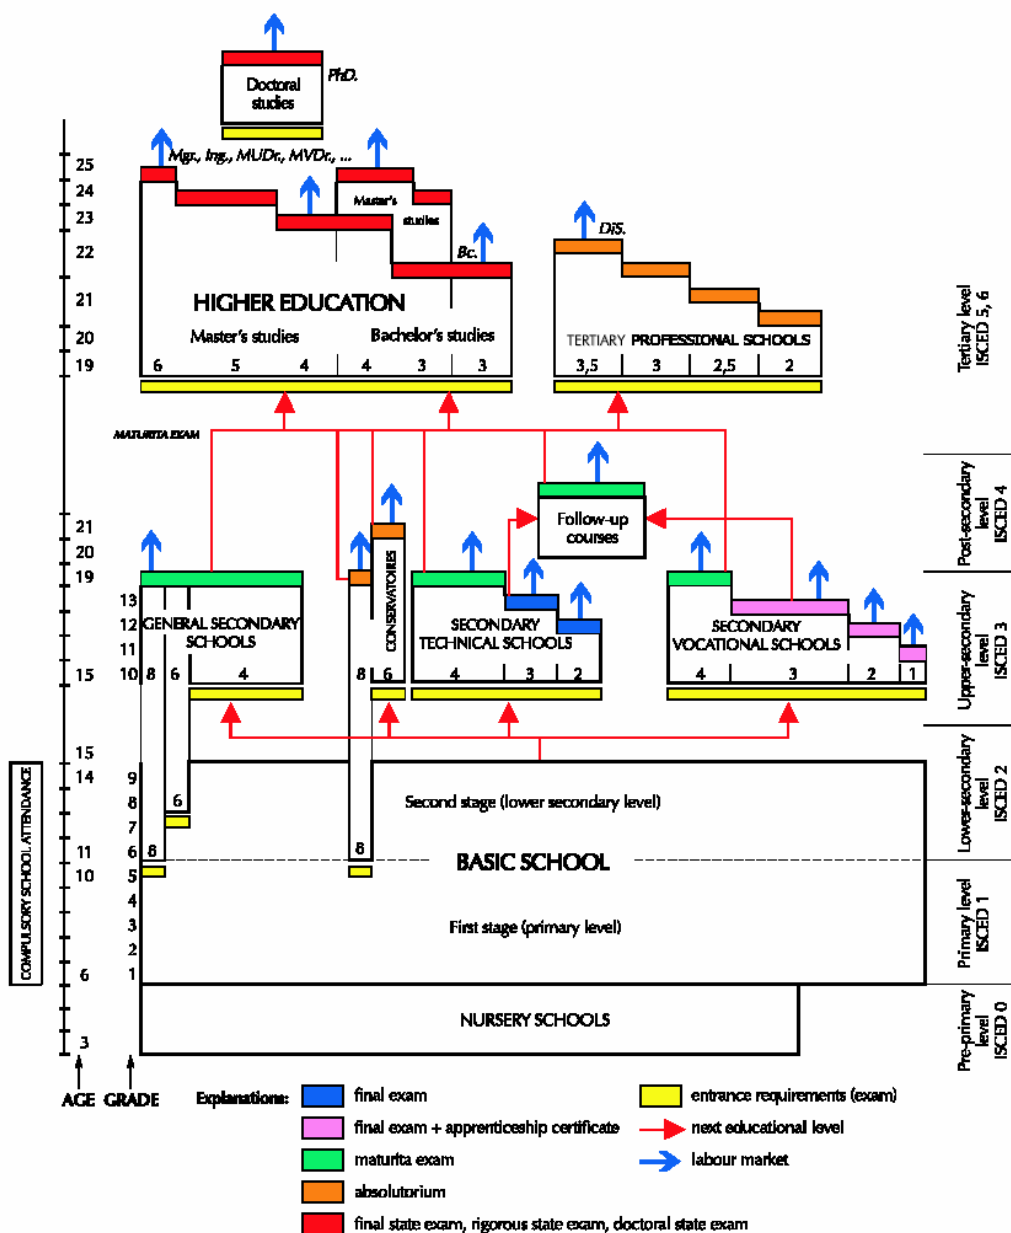 PhD.
Doctoral
studies
Mgr., Ing., MUDr., MVDr., ...
25
24
23
22
21
20
19
Master's
studies
Bc.
DiS.
HIGHER EDUCATION
Master's studies
Bachelor's studies
TERTIARY PROFESSIONAL SCHOOLS
6 5 4 4 3 3
3,5 3 2,5 2
Tertiary level
ISCED 5, 6
MATURITA EXAM
Follow-up
courses
Post-secondary
level
ISCED 4
21
20
19
15
13
12
11
10
GENERAL SECONDARY
SCHOOLS
8 6 4
CONSERVATOIRES
8 6
SECONDARY
TECHNICAL SCHOOLS
4 3 2
SECONDARY
VOCATIONAL SCHOOLS
4 3 2 1
Upper-secondary
level
ISCED 3
COMPULSORY SCHOOL ATTENDANCE
15
14
11
10
6
3
9
8
7
6
5
4
3
2
1
6
8
8
Second stage (lower secondary level)
BASIC SCHOOL
First stage (primary level)
Lower-secondary
level
ISCED 2
Primary level
ISCED 1
NURSERY SCHOOLS
Pre-primary
level
ISCED 0
AGE GRADE
Explanations:
final exam
final exam + apprenticeship certificate
maturita exam
absolutorium
final state exam, rigorous state exam, doctoral state exam
entrance requirements (exam)
next educational level
labour market